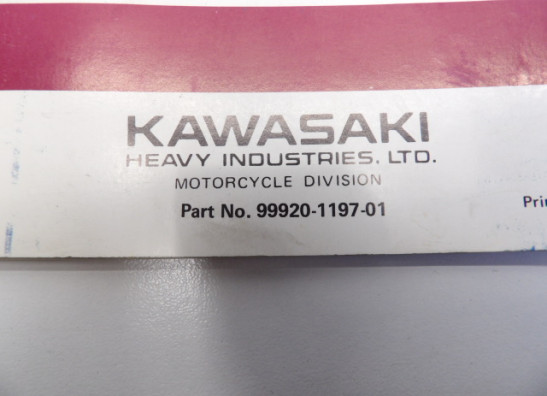 KAWASAKI
HEAVY INDUSTRIES, LTD.
MOTORCYCLE DIVISION
Part No. 99920-1197-01